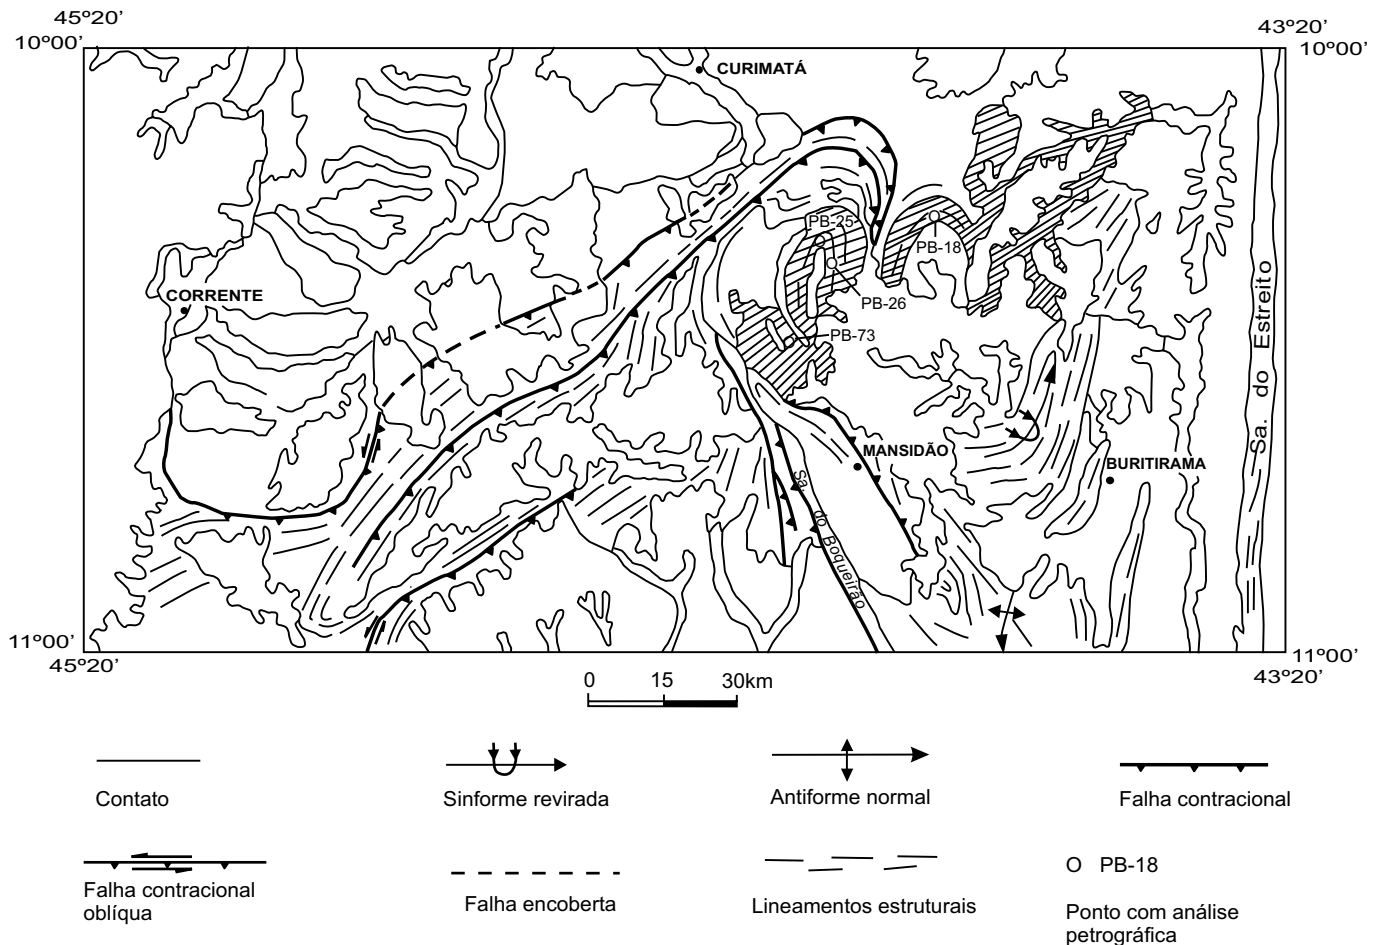 45º20'
43º20'
10º00'
10º00'
CURIMATÁ
PB-25
PB-18
PB-26
PB-73
CORRENTE
Sa. do Estreito
MANSIDÃO
BURITIRAMA
Sa. do Boqueirão
11º00'
11º00'
45º20'
43º20'
0 15 30km
Contato
Sinforme revirada
Antiforme normal
Falha contracional
Falha contracional
oblíqua
Falha encoberta
Lineamentos estruturais
O PB-18
Ponto com análise
petrográfica